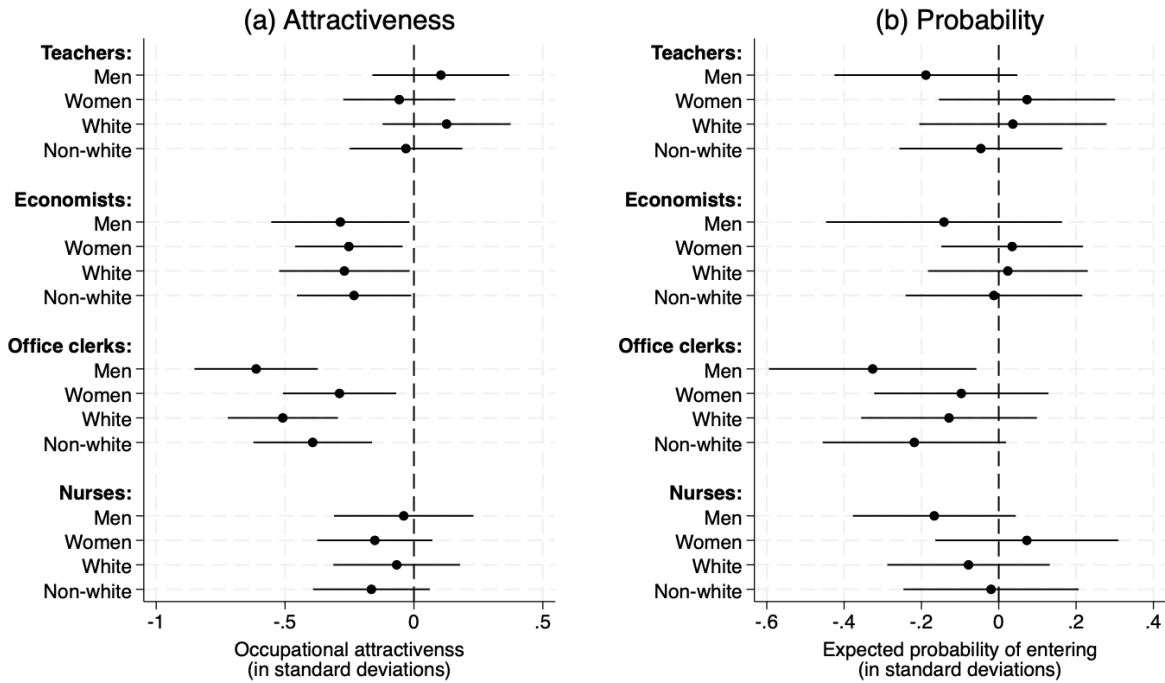 (a) Attractiveness
Teachers:
Men
Women
White
Non-white
Economists:
Men
Women
White
Non-white
Office clerks:
Men
Women
White
Non-white
Nurses:
Men
Women
White
Non-white
-1 -.5 0 .5
Occupational attractivenss
(in standard deviations)
(b) Probability
Teachers:
Men
Women
White
Non-white
Economists:
Men
Women
White
Non-white
Office clerks:
Men
Women
White
Non-white
Nurses:
Men
Women
White
Non-white
-.6 -.4 -.2 0 .2 .4
Expected probability of entering
(in standard deviations)